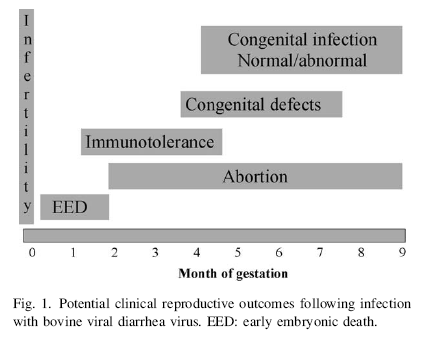 Infertility
Congenital infection
Normal/abnormal
Congenital defects
Immunotolerance
Abortion
EED
0 1 2 3 4 5 6 7 8 9
Month of gestation
Fig. 1. Potential clinical reproductive outcomes following infection
with bovine viral diarrhea virus. EED: early embryonic death.